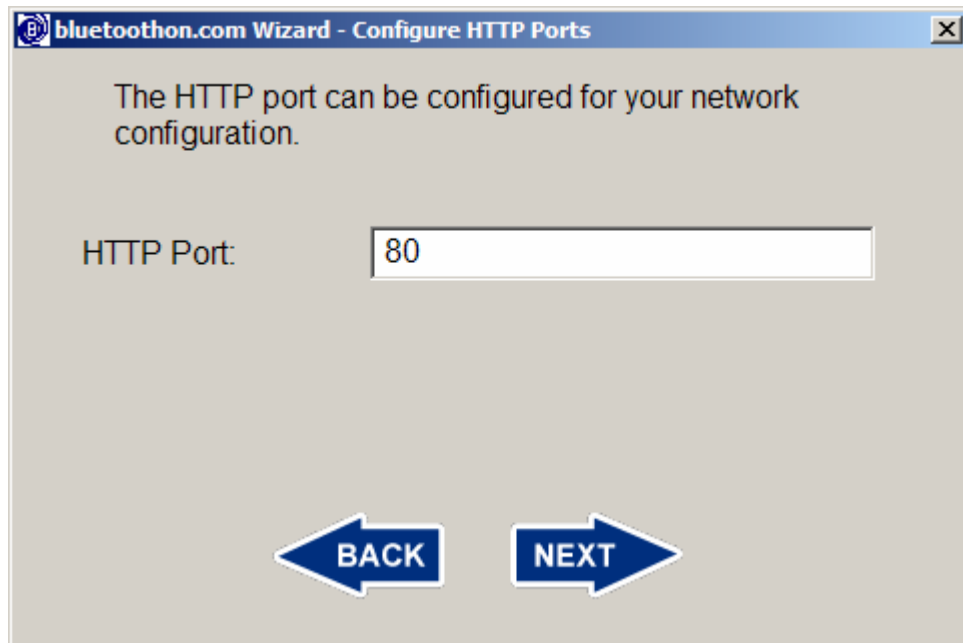 bluetoothon.com Wizard - Configure HTTP Ports
The HTTP port can be configured for your network
configuration.
HTTP Port: 80
BACK NEXT